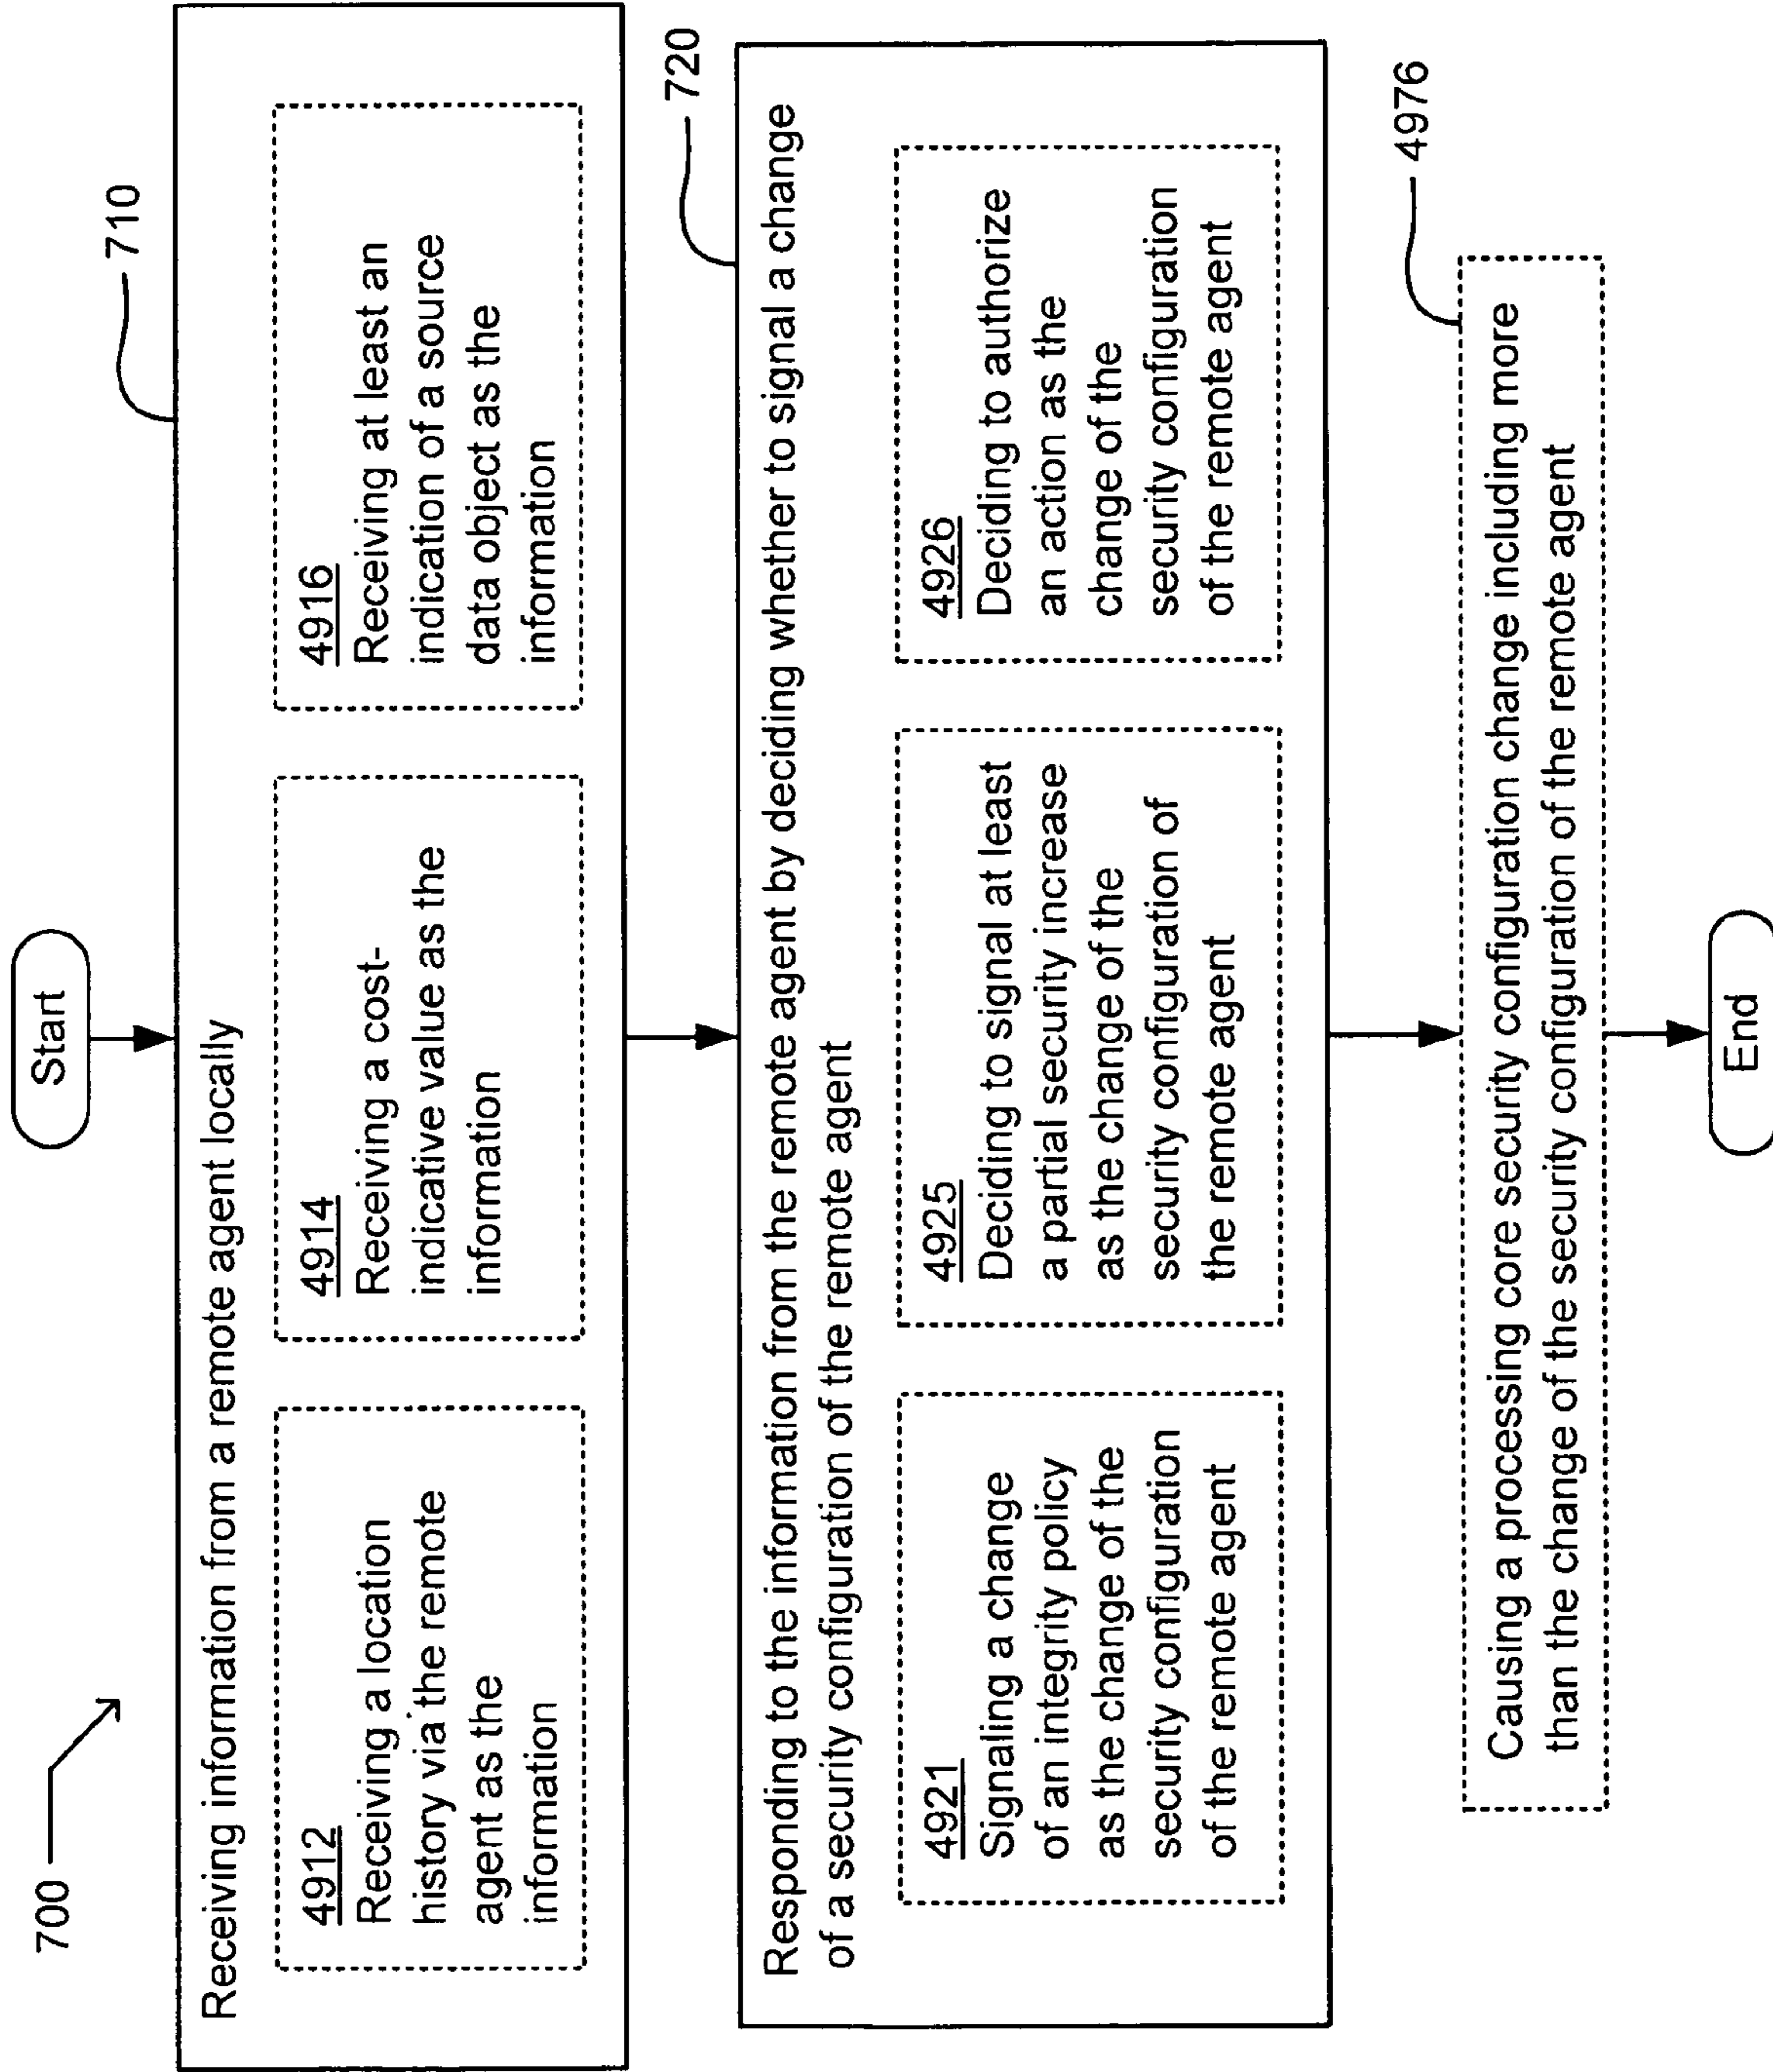 700
Start
710
Receiving information from a remote agent locally
4912
Receiving a location
history via the remote
agent as the
information
4914
Receiving a cost-
indicative value as the
information
4916
Receiving at least an
indication of a source
data object as the
information
720
Responding to the information from the remote agent by deciding whether to signal a change
of a security configuration of the remote agent
4921
Signaling a change
of an integrity policy
as the change of the
security configuration
of the remote agent
4925
Deciding to signal at least
a partial security increase
as the change of the
security configuration of
the remote agent
4926
Deciding to authorize
an action as the
change of the
security configuration
of the remote agent
4976
Causing a processing core security configuration change including more
than the change of the security configuration of the remote agent
End